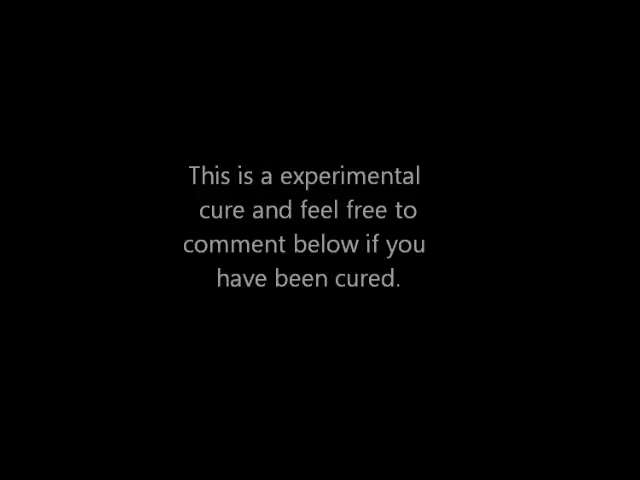 This is a experimental
cure and feel free to
comment below if you
have been cured.